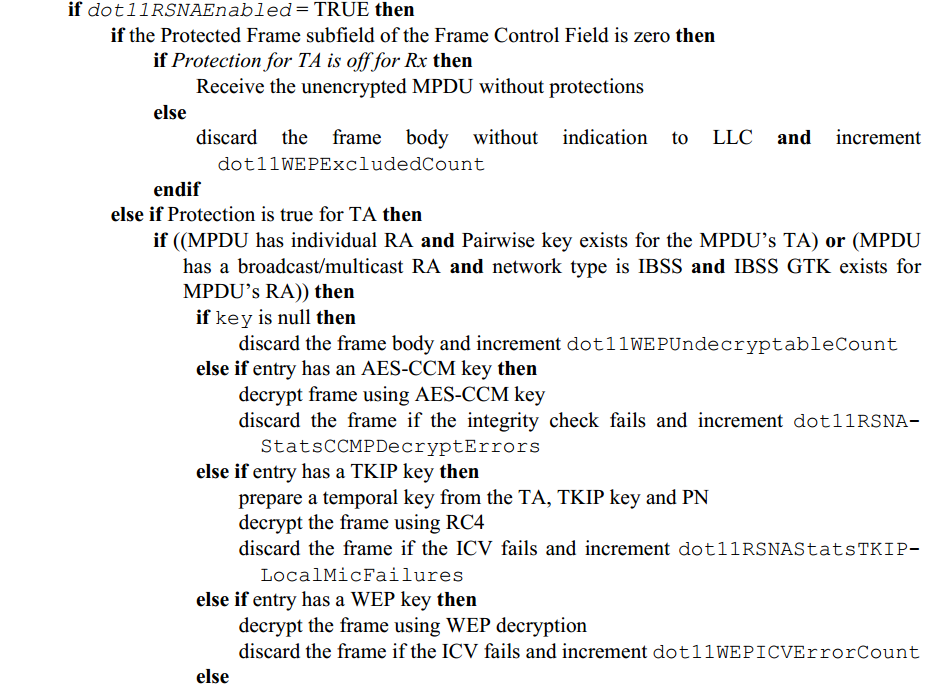 if dot11RSNAEnabled = TRUE then
if the Protected Frame subfield of the Frame Control Field is zero then
if Protection for TA is off for Rx then
Receive the unencrypted MPDU without protections
else
discard the frame body without indication to LLC and increment
dot11WEPExcludedCount
endif
else if Protection is true for TA then
if ((MPDU has individual RA and Pairwise key exists for the MPDU’s TA) or (MPDU
has a broadcast/multicast RA and network type is IBSS and IBSS GTK exists for
MPDU’s RA)) then
if key is null then
discard the frame body and increment dot11WEPUndecryptableCount
else if entry has an AES-CCM key then
decrypt frame using AES-CCM key
discard the frame if the integrity check fails and increment dot11RSNA-
StatsCCMPDecryptErrors
else if entry has a TKIP key then
prepare a temporal key from the TA, TKIP key and PN
decrypt the frame using RC4
discard the frame if the ICV fails and increment dot11RSNAStatsTKIP-
LocalMicFailures
else if entry has a WEP key then
decrypt the frame using WEP decryption
discard the frame if the ICV fails and increment dot11WEPICVErrorCount
else